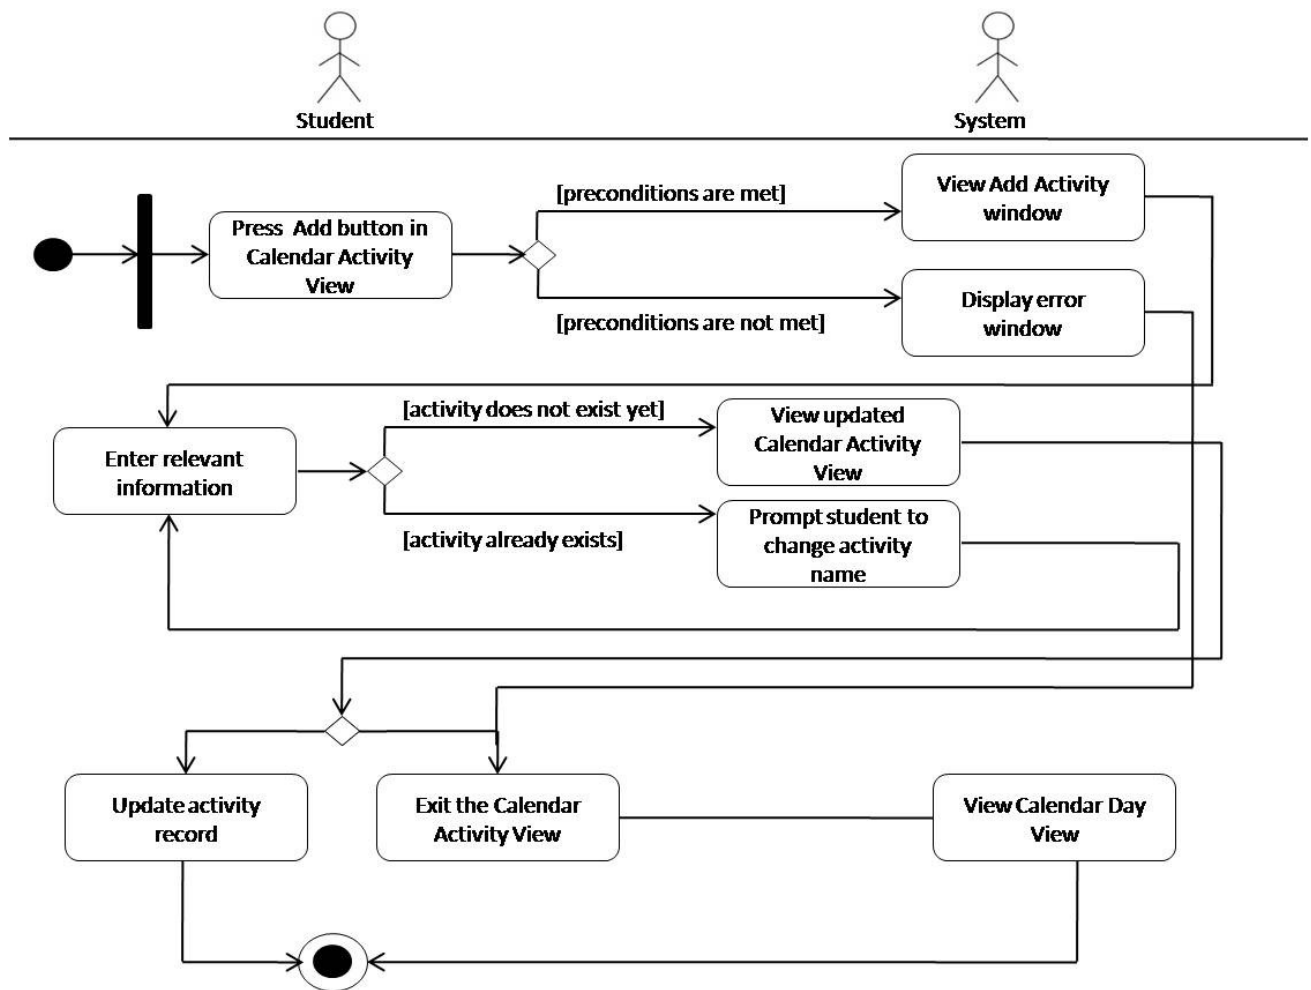 Student
System
[preconditions are met]
View Add Activity
window
Press Add button in
Calendar Activity
View
[preconditions are not met]
Display error
window
[activity does not exist yet]
View updated
Calendar Activity
View
Enter relevant
information
[activity already exists]
Prompt student to
change activity
name
Update activity
record
Exit the Calendar
Activity View
View Calendar Day
View